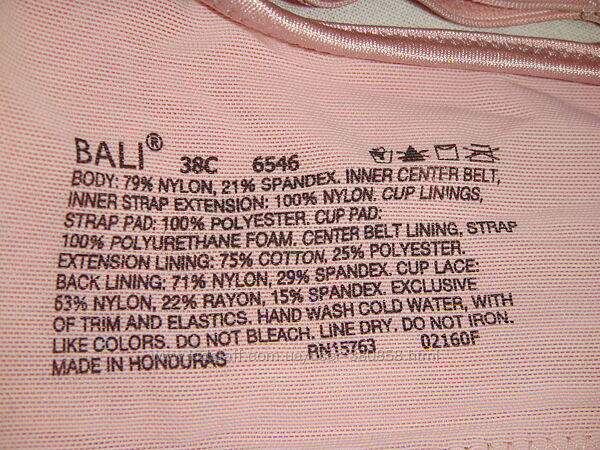 BALI® 38C 6546
BODY: 79% NYLON, 21% SPANDEX. INNER CENTER BELT,
INNER STRAP EXTENSION: 100% NYLON. CUP LININGS,
STRAP PAD: 100% POLYESTER. CUP PAD:
100% POLYURETHANE FOAM. CENTER BELT LINING, STRAP
EXTENSION LINING: 75% COTTON, 25% POLYESTER.
BACK LINING: 71% NYLON, 29% SPANDEX. CUP LACE:
63% NYLON, 22% RAYON, 15% SPANDEX. EXCLUSIVE
OF TRIM AND ELASTICS. HAND WASH COLD WATER, WITH
LIKE COLORS. DO NOT BLEACH. LINE DRY. DO NOT IRON.
MADE IN HONDURAS RN15763 02160F